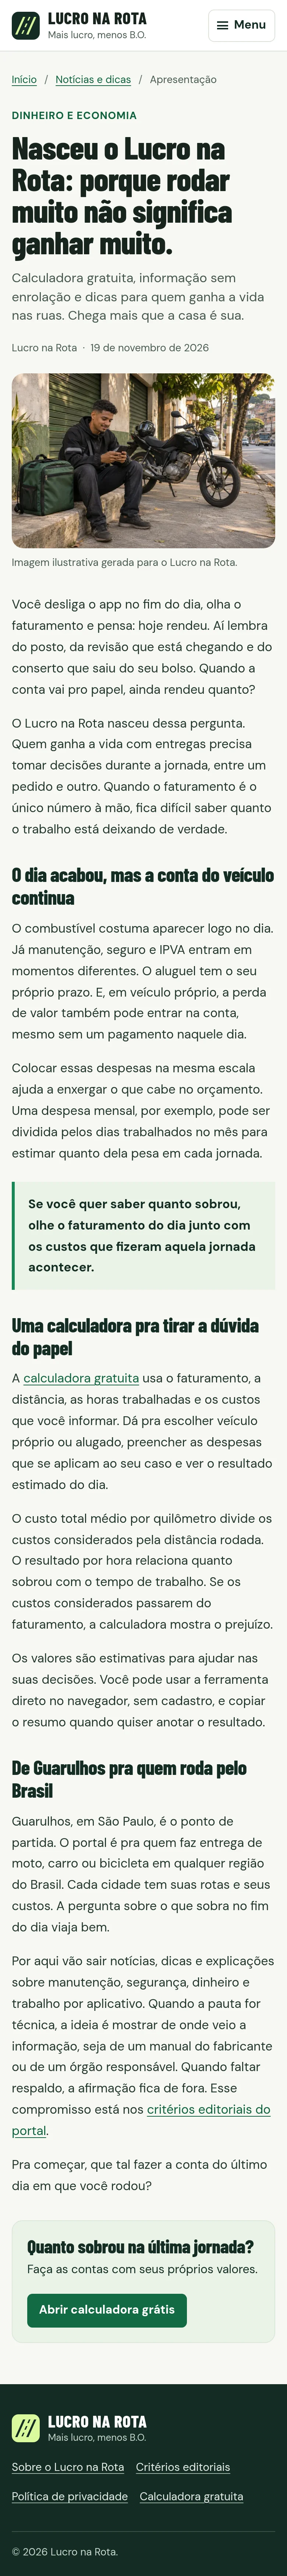 LUCRO NA ROTA
Mais lucro, menos B.O.
Menu
Início / Notícias e dicas / Apresentação
DINHEIRO E ECONOMIA
Nasceu o Lucro na
Rota: porque rodar
muito não significa
ganhar muito.
Calculadora gratuita, informação sem
enrolação e dicas para quem ganha a vida
nas ruas. Chega mais que a casa é sua.
Lucro na Rota · 19 de novembro de 2026
Imagem ilustrativa gerada para o Lucro na Rota.
Você desliga o app no fim do dia, olha o
faturamento e pensa: hoje rendeu. Aí lembra
do posto, da revisão que está chegando e do
conserto que saiu do seu bolso. Quando a
conta vai pro papel, ainda rendeu quanto?
O Lucro na Rota nasceu dessa pergunta.
Quem ganha a vida com entregas precisa
tomar decisões durante a jornada, entre um
pedido e outro. Quando o faturamento é o
único número à mão, fica difícil saber quanto
o trabalho está deixando de verdade.
O dia acabou, mas a conta do veículo
continua
O combustível costuma aparecer logo no dia.
Já manutenção, seguro e IPVA entram em
momentos diferentes. O aluguel tem o seu
próprio prazo. E, em veículo próprio, a perda
de valor também pode entrar na conta,
mesmo sem um pagamento naquele dia.
Colocar essas despesas na mesma escala
ajuda a enxergar o que cabe no orçamento.
Uma despesa mensal, por exemplo, pode ser
dividida pelos dias trabalhados no mês para
estimar quanto dela pesa em cada jornada.
Se você quer saber quanto sobrou,
olhe o faturamento do dia junto com
os custos que fizeram aquela jornada
acontecer.
Uma calculadora pra tirar a dúvida
do papel
A calculadora gratuita usa o faturamento, a
distância, as horas trabalhadas e os custos
que você informar. Dá pra escolher veículo
próprio ou alugado, preencher as despesas
que se aplicam ao seu caso e ver o resultado
estimado do dia.
O custo total médio por quilômetro divide os
custos considerados pela distância rodada.
O resultado por hora relaciona quanto
sobrou com o tempo de trabalho. Se os
custos considerados passarem do
faturamento, a calculadora mostra o prejuízo.
Os valores são estimativas para ajudar nas
suas decisões. Você pode usar a ferramenta
direto no navegador, sem cadastro, e copiar
o resumo quando quiser anotar o resultado.
De Guarulhos pra quem roda pelo
Brasil
Guarulhos, em São Paulo, é o ponto de
partida. O portal é pra quem faz entrega de
moto, carro ou bicicleta em qualquer região
do Brasil. Cada cidade tem suas rotas e seus
custos. A pergunta sobre o que sobra no fim
do dia viaja bem.
Por aqui vão sair notícias, dicas e explicações
sobre manutenção, segurança, dinheiro e
trabalho por aplicativo. Quando a pauta for
técnica, a ideia é mostrar de onde veio a
informação, seja de um manual do fabricante
ou de um órgão responsável. Quando faltar
respaldo, a afirmação fica de fora. Esse
compromisso está nos critérios editoriais do
portal.
Pra começar, que tal fazer a conta do último
dia em que você rodou?
Quanto sobrou na última jornada?
Faça as contas com seus próprios valores.
Abrir calculadora grátis
LUCRO NA ROTA
Mais lucro, menos B.O.
Sobre o Lucro na Rota Critérios editoriais
Política de privacidade Calculadora gratuita
© 2026 Lucro na Rota.